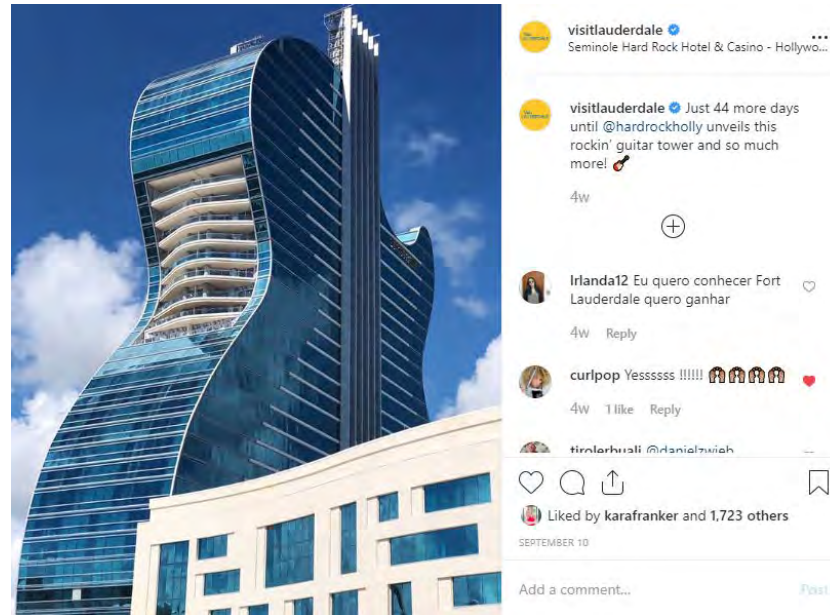 visitlauderdale
Seminole Hard Rock Hotel & Casino - Hollywo...
visitlauderdale Just 44 more days
until @hardrockholly unveils this
rockin' guitar tower and so much
more!
4w
lrlanda12 Eu quero conhecer Fort
Lauderdale quero ganhar
4w Reply
curlpop Yessssss !!!!!!
4w 1 like Reply
tirolerbuali @danielzwieb
Liked by karafranker and 1,723 others
SEPTEMBER 10
Add a comment...
Post